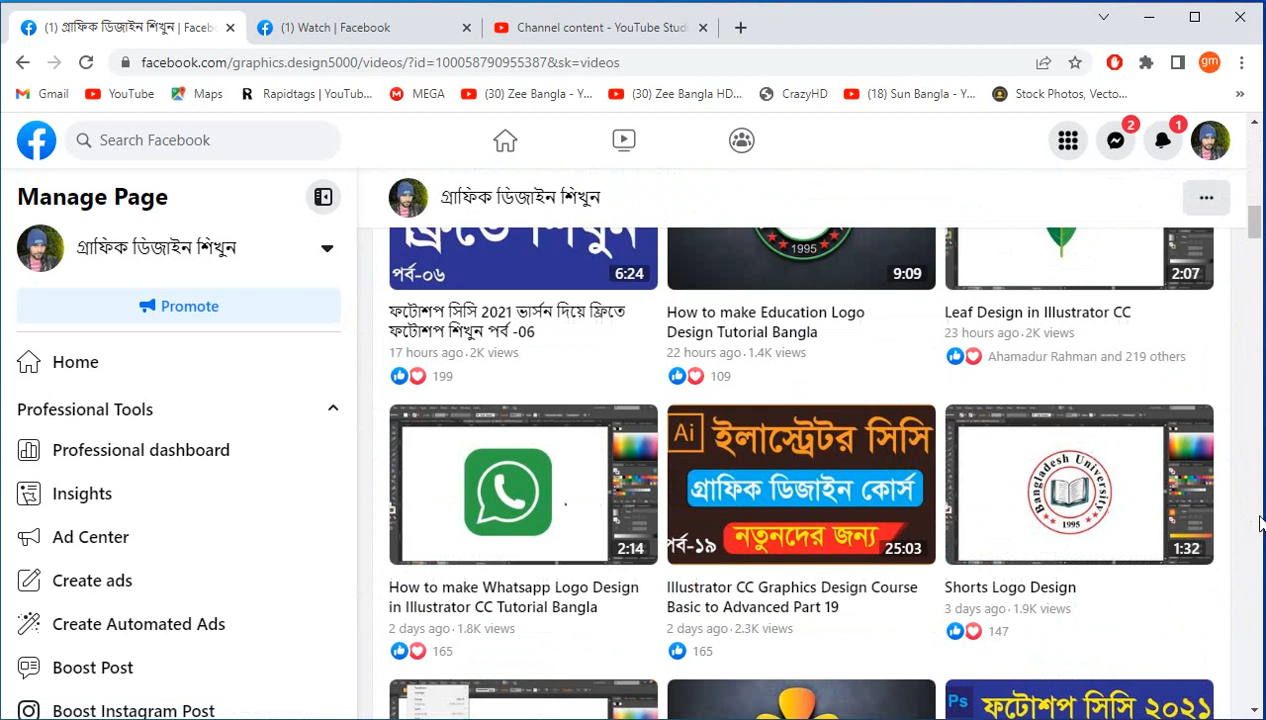 (1) গ্রাফিক ডিজাইন শিখুন | Faceb
(1) Watch | Facebook
Channel content - YouTube Studi
facebook.com/graphics.design5000/videos/?id=100058790955387&sk=videos
gm
Gmail
YouTube
Maps
Rapidtags | YouTub...
MEGA
(30) Zee Bangla - Y...
(30) Zee Bangla HD...
CrazyHD
(18) Sun Bangla - Y...
Stock Photos, Vecto...
»
Search Facebook
2
1
Manage Page
গ্রাফিক ডিজাইন শিখুন
Promote
Home
Professional Tools
Professional dashboard
Insights
Ad Center
Create ads
Create Automated Ads
Boost Post
Boost Instagram Post
গ্রাফিক ডিজাইন শিখুন
ফ্রিতে শিখুন
পর্ব-০৬
6:24
1995
9:09
2:07
ফটোশপ সিসি 2021 ভার্সন দিয়ে ফ্রিতে
ফটোশপ শিখুন পর্ব -06
17 hours ago · 2K views
199
How to make Education Logo
Design Tutorial Bangla
22 hours ago · 1.4K views
109
Leaf Design in Illustrator CC
23 hours ago · 2K views
Ahamadur Rahman and 219 others
2:14
Ai ইলাস্ট্রেটর সিসি
গ্রাফিক ডিজাইন কোর্স
নতুনদের জন্য
পর্ব-১৯
25:03
Bangladesh University
1995
1:32
How to make Whatsapp Logo Design
in Illustrator CC Tutorial Bangla
2 days ago · 1.8K views
165
Illustrator CC Graphics Design Course
Basic to Advanced Part 19
2 days ago · 2.3K views
165
Shorts Logo Design
3 days ago · 1.9K views
147
Ps ফটোশপ সিসি ২০২১